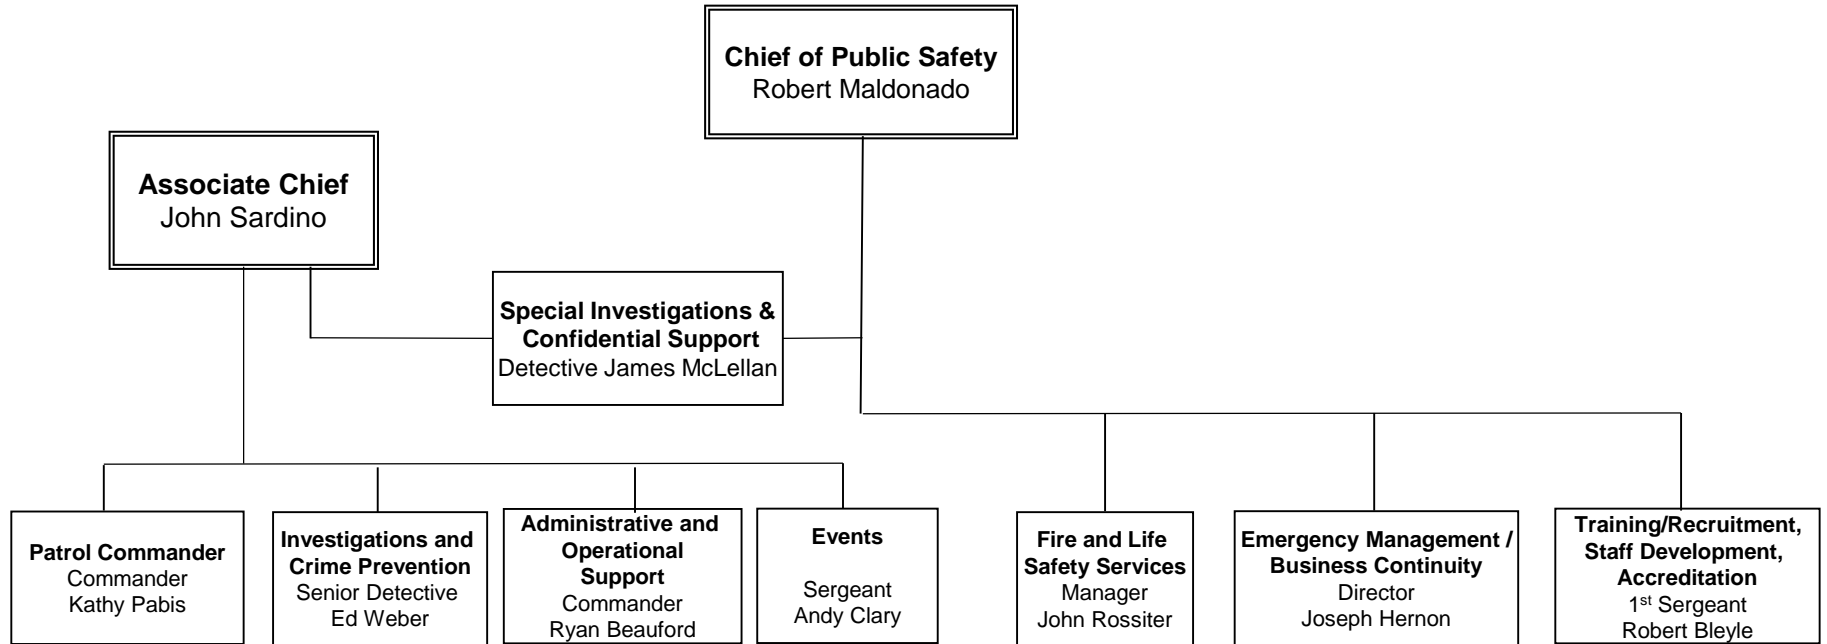 Chief of Public Safety
Robert Maldonado
Associate Chief
John Sardino
Special Investigations &
Confidential Support
Detective James McLellan
Patrol Commander
Commander
Kathy Pabis
Investigations and
Crime Prevention
Senior Detective
Ed Weber
Administrative and
Operational
Support
Commander
Ryan Beauford
Events
Sergeant
Andy Clary
Fire and Life
Safety Services
Manager
John Rossiter
Emergency Management /
Business Continuity
Director
Joseph Hernon
Training/Recruitment,
Staff Development,
Accreditation
1st Sergeant
Robert Bleyle